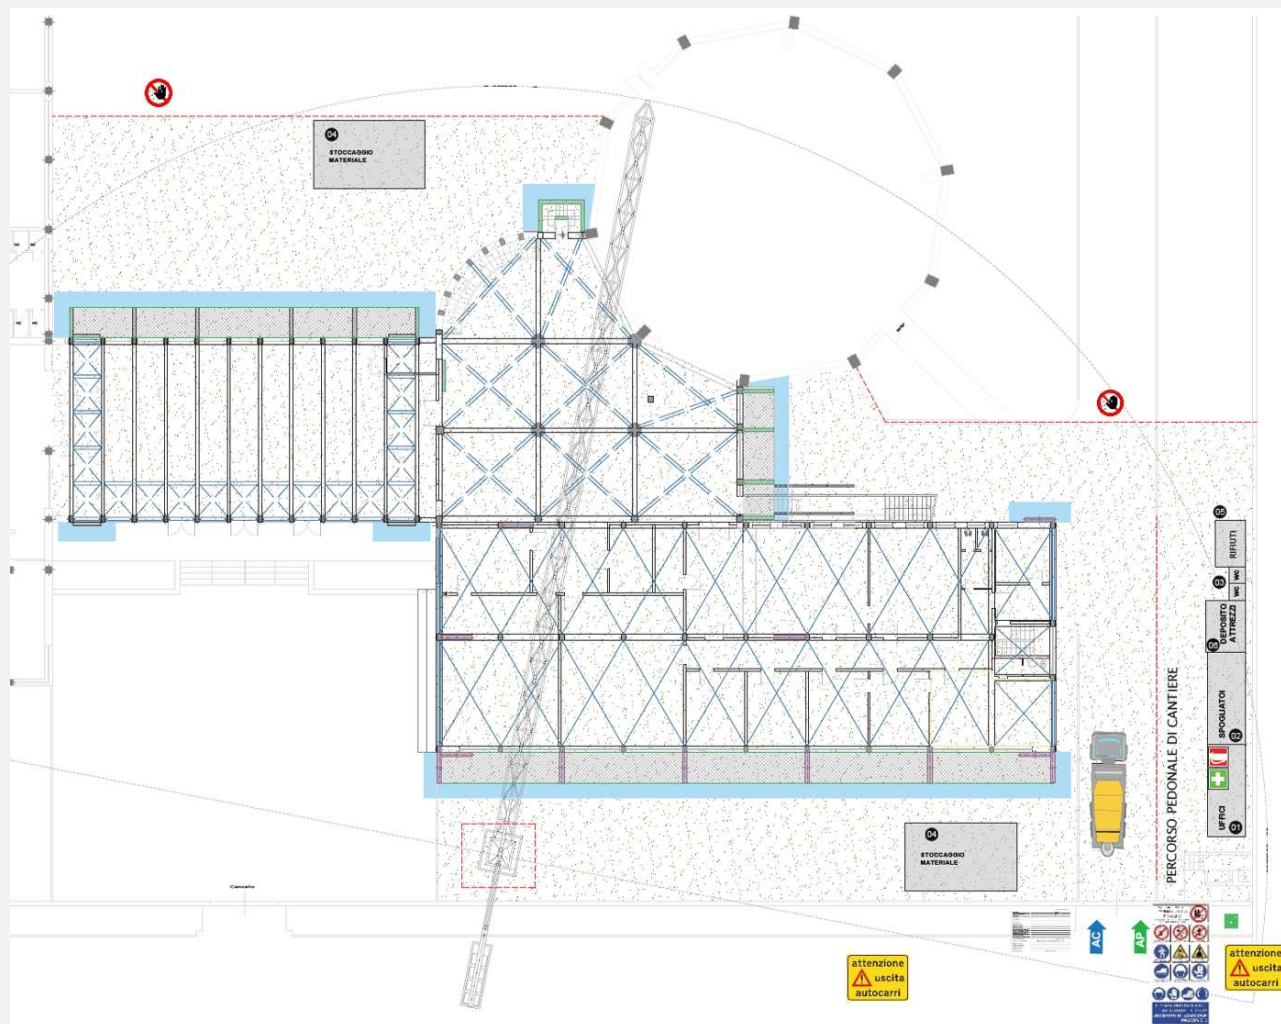 04
STOCCAGGIO
MATERIALE
05
RIFIUTI
03
WC
WC
DEPOSITO
ATTREZZI
SPOGLIATOI
02
UFFICI
01
PERCORSO PEDONALE DI CANTIERE
04
STOCCAGGIO
MATERIALE
Cancello
AC
AP
attenzione
uscita
autocarri
attenzione
uscita
autocarri